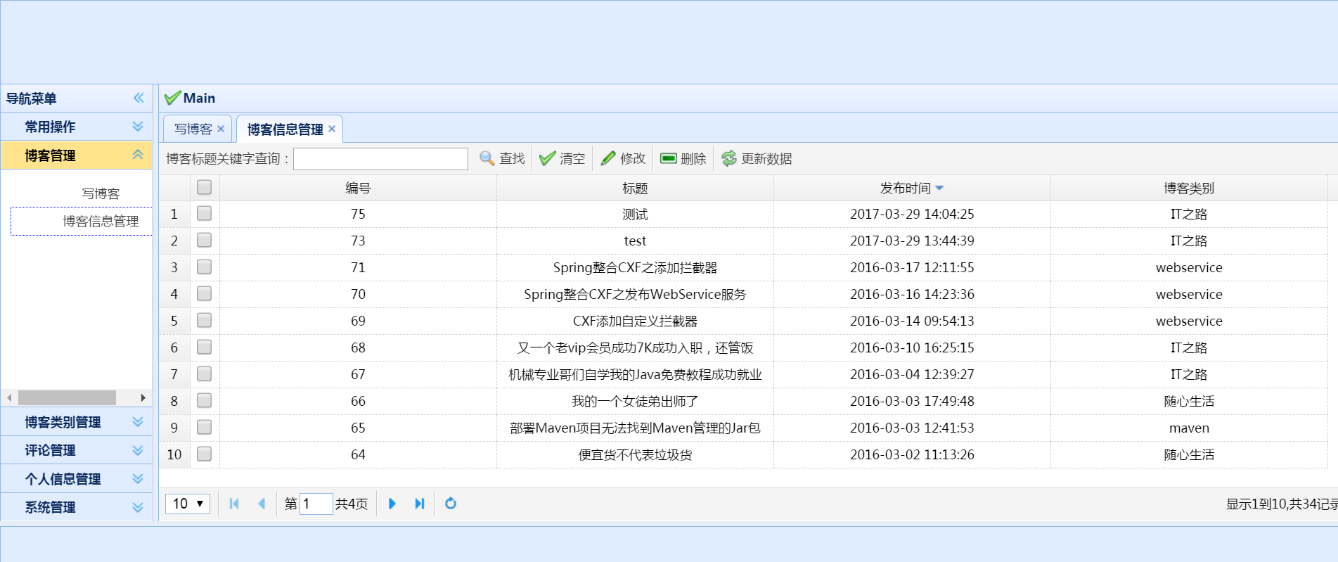 导航菜单
常用操作
博客管理
写博客
博客信息管理
博客类别管理
评论管理
个人信息管理
系统管理
Main
写博客 博客信息管理
博客标题关键字查询： 查找 清空 修改 删除 更新数据
编号 标题 发布时间 博客类别
1 75 测试 2017-03-29 14:04:25 IT之路
2 73 test 2017-03-29 13:44:39 IT之路
3 71 Spring整合CXF之添加拦截器 2016-03-17 12:11:55 webservice
4 70 Spring整合CXF之发布WebService服务 2016-03-16 14:23:36 webservice
5 69 CXF添加自定义拦截器 2016-03-14 09:54:13 webservice
6 68 又一个老vip会员成功7K成功入职，还管饭 2016-03-10 16:25:15 IT之路
7 67 机械专业哥们自学我的Java免费教程成功就业 2016-03-04 12:39:27 IT之路
8 66 我的一个女徒弟出师了 2016-03-03 17:49:48 随心生活
9 65 部署Maven项目无法找到Maven管理的Jar包 2016-03-03 12:41:53 maven
10 64 便宜货不代表垃圾货 2016-03-02 11:13:26 随心生活
10 第 1 共4页 显示1到10,共34记录